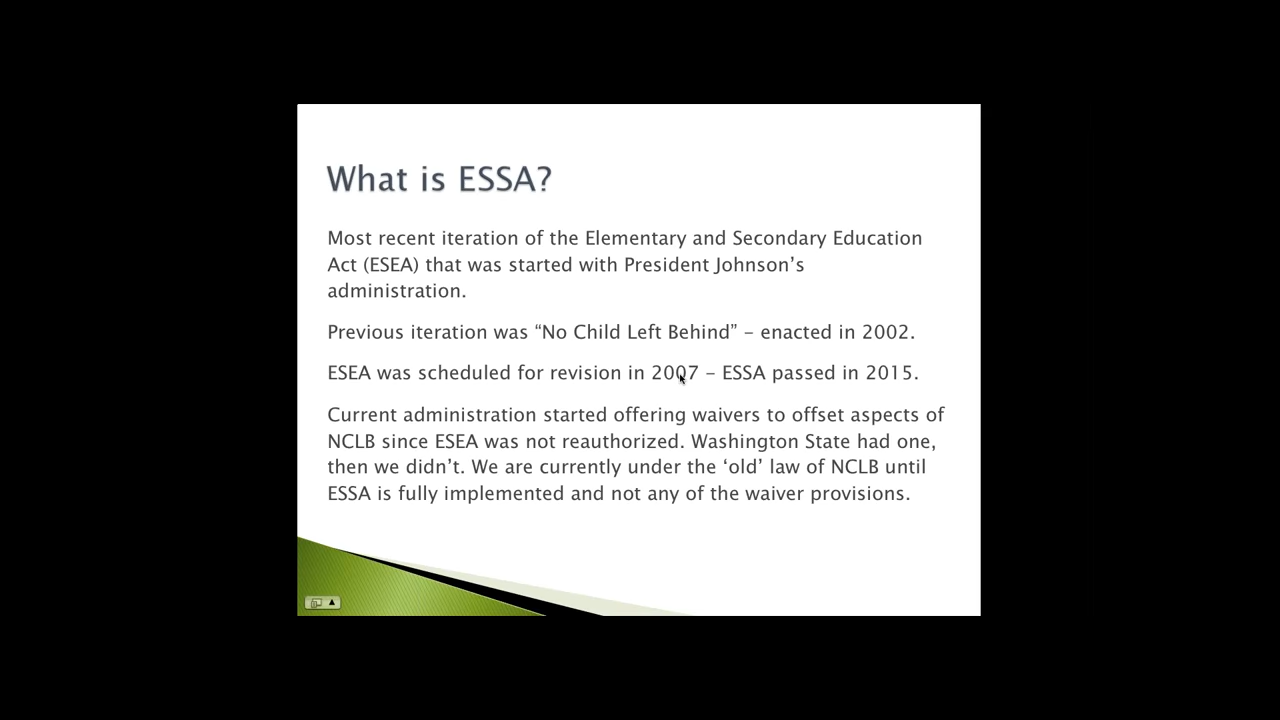 What is ESSA?
Most recent iteration of the Elementary and Secondary Education
Act (ESEA) that was started with President Johnson’s
administration.
Previous iteration was “No Child Left Behind” – enacted in 2002.
ESEA was scheduled for revision in 2007 – ESSA passed in 2015.
Current administration started offering waivers to offset aspects of
NCLB since ESEA was not reauthorized. Washington State had one,
then we didn’t. We are currently under the ‘old’ law of NCLB until
ESSA is fully implemented and not any of the waiver provisions.